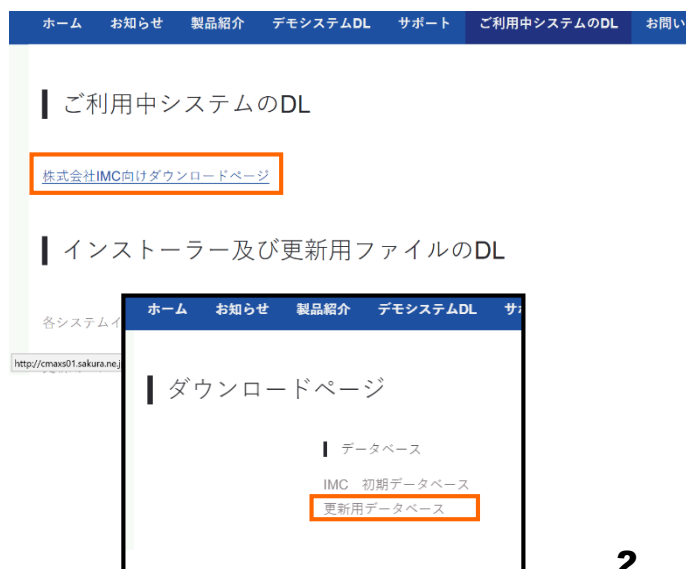 ホーム お知らせ 製品紹介 デモシステムDL サポート ご利用中システムのDL お問い
ご利用中システムのDL
株式会社IMC向けダウンロードページ
インストーラー及び更新用ファイルのDL
各システムイ
http://cmaxs01.sakura.ne.j
ホーム お知らせ 製品紹介 デモシステムDL サ
ダウンロードページ
データベース
IMC 初期データベース
更新用データベース
2